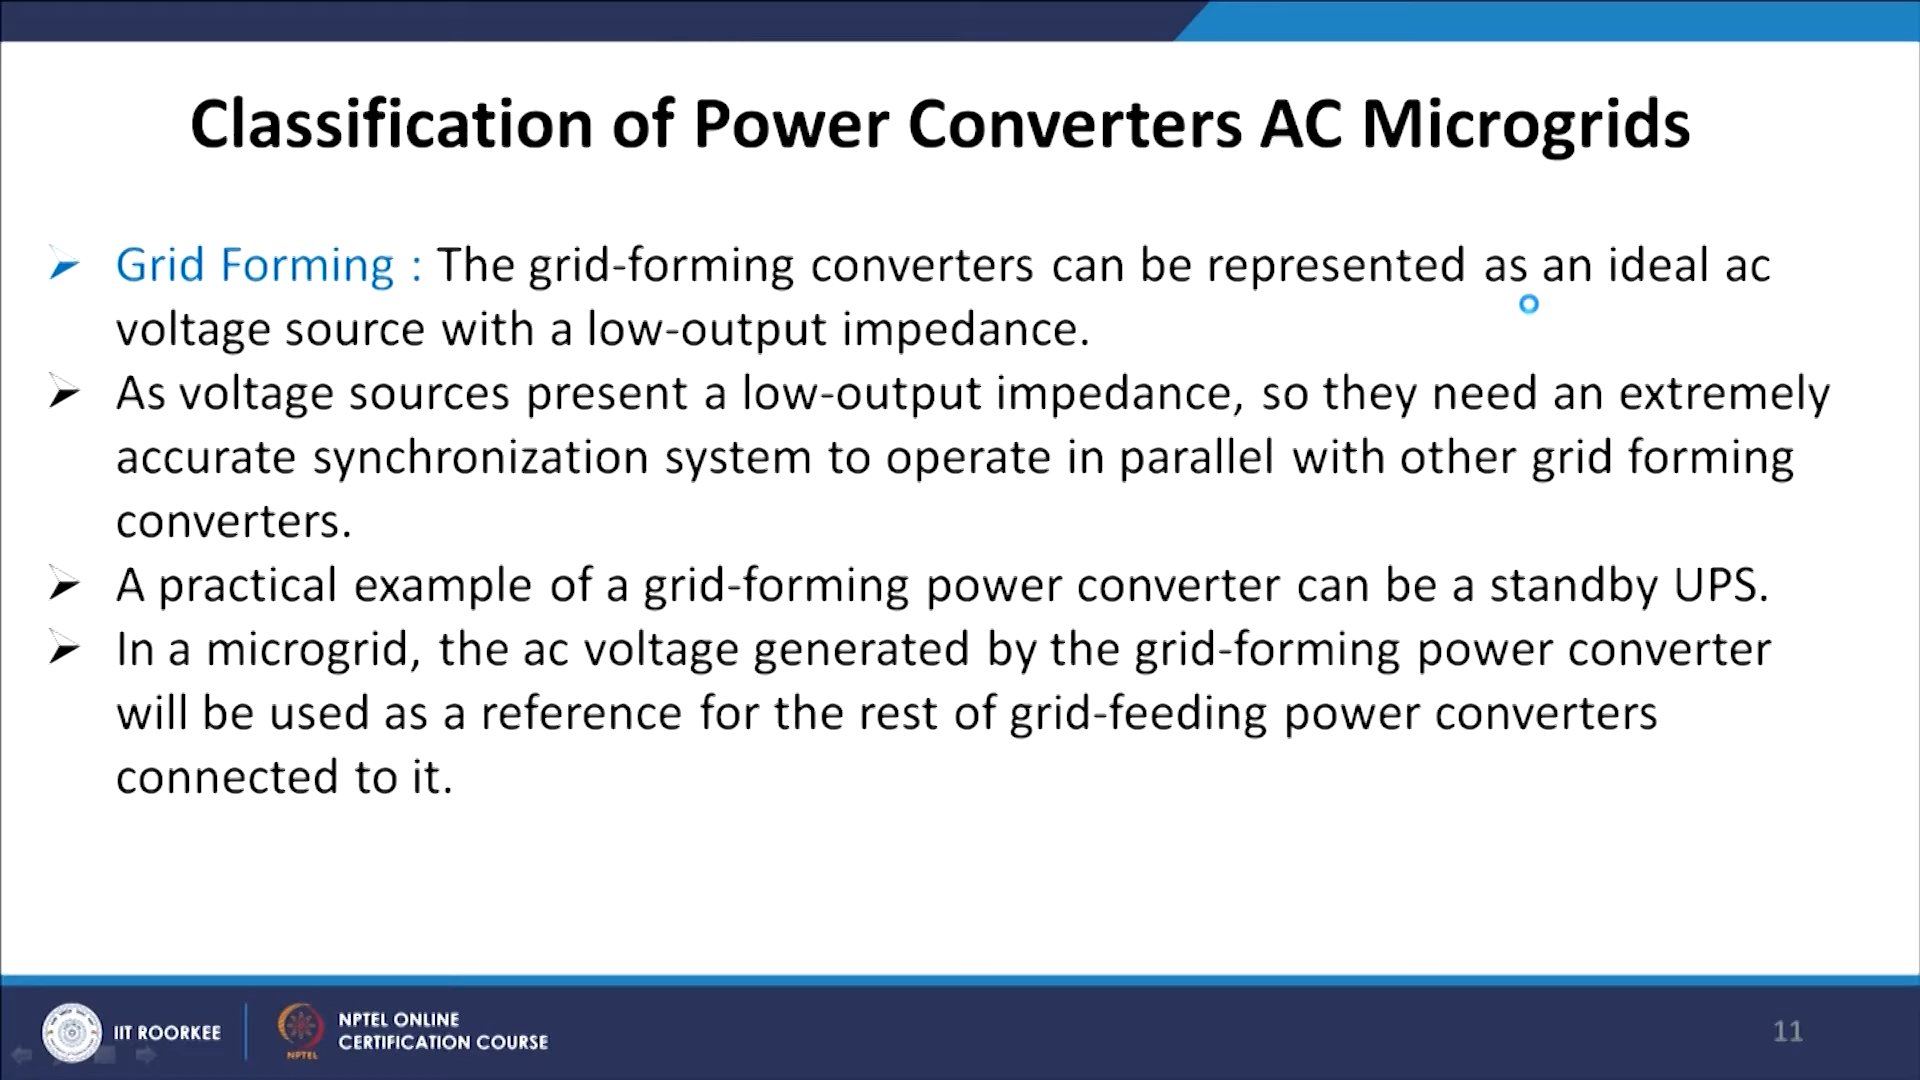 Classification of Power Converters AC Microgrids
Grid Forming : The grid-forming converters can be represented as an ideal ac
voltage source with a low-output impedance.
As voltage sources present a low-output impedance, so they need an extremely
accurate synchronization system to operate in parallel with other grid forming
converters.
A practical example of a grid-forming power converter can be a standby UPS.
In a microgrid, the ac voltage generated by the grid-forming power converter
will be used as a reference for the rest of grid-feeding power converters
connected to it.
IIT ROORKEE
NPTEL
NPTEL ONLINE
CERTIFICATION COURSE
11